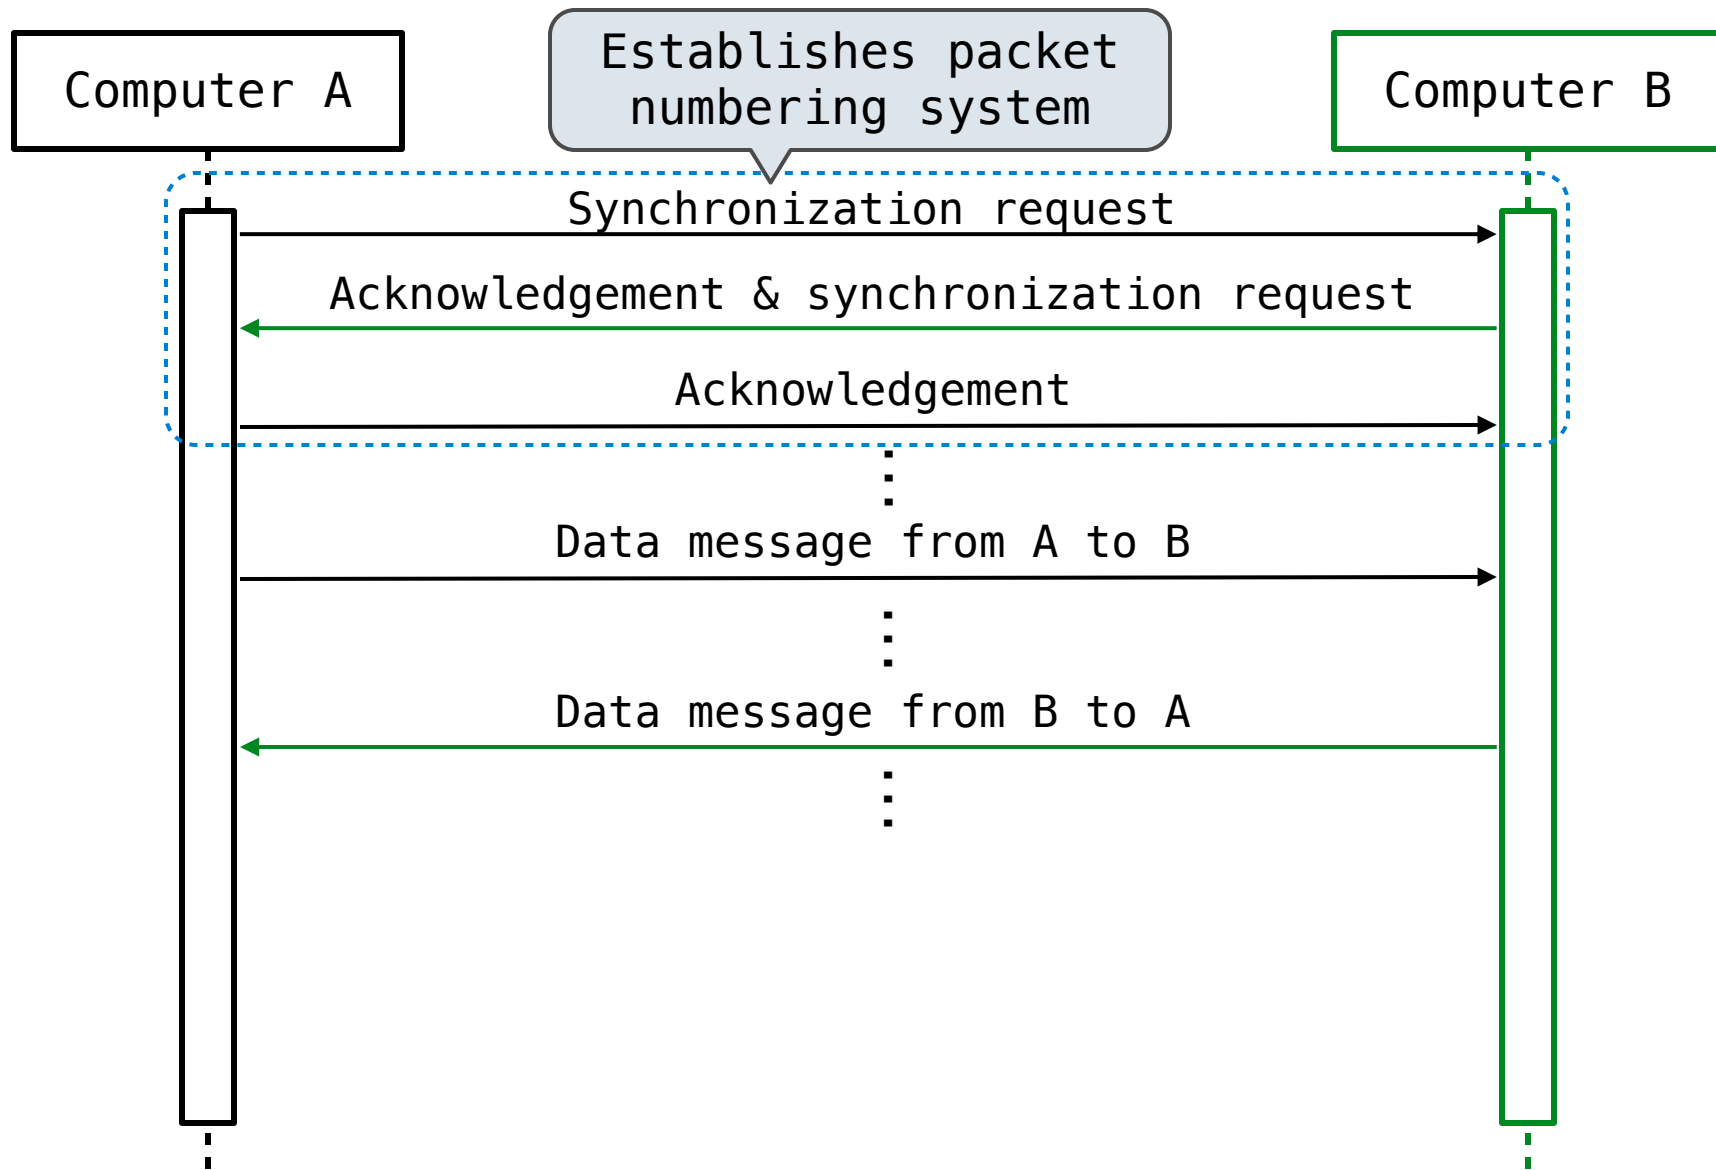 Computer A
Establishes packet
numbering system
Computer B
Synchronization request
Acknowledgement & synchronization request
Acknowledgement
Data message from A to B
Data message from B to A